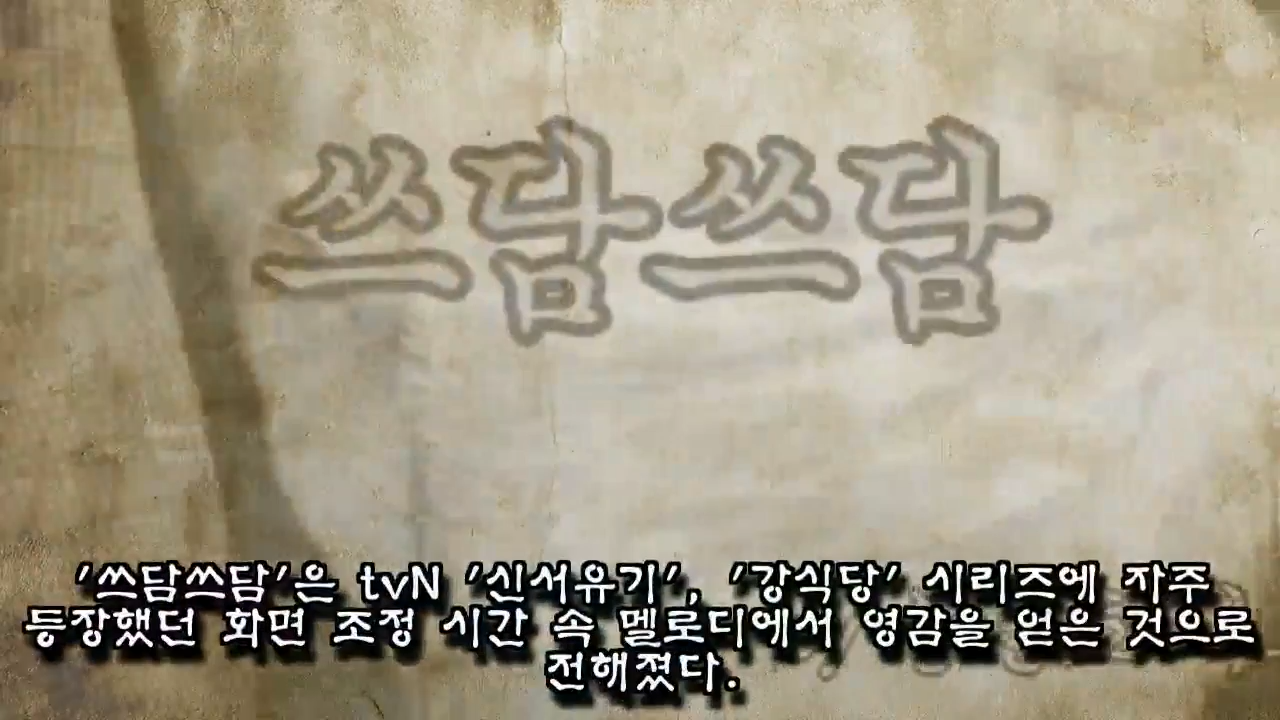 쓰담쓰담
'쓰담쓰담'은 tvN '신서유기', '강식당' 시리즈에 자주
등장했던 화면 조정 시간 속 멜로디에서 영감을 얻은 것으로
전해졌다.